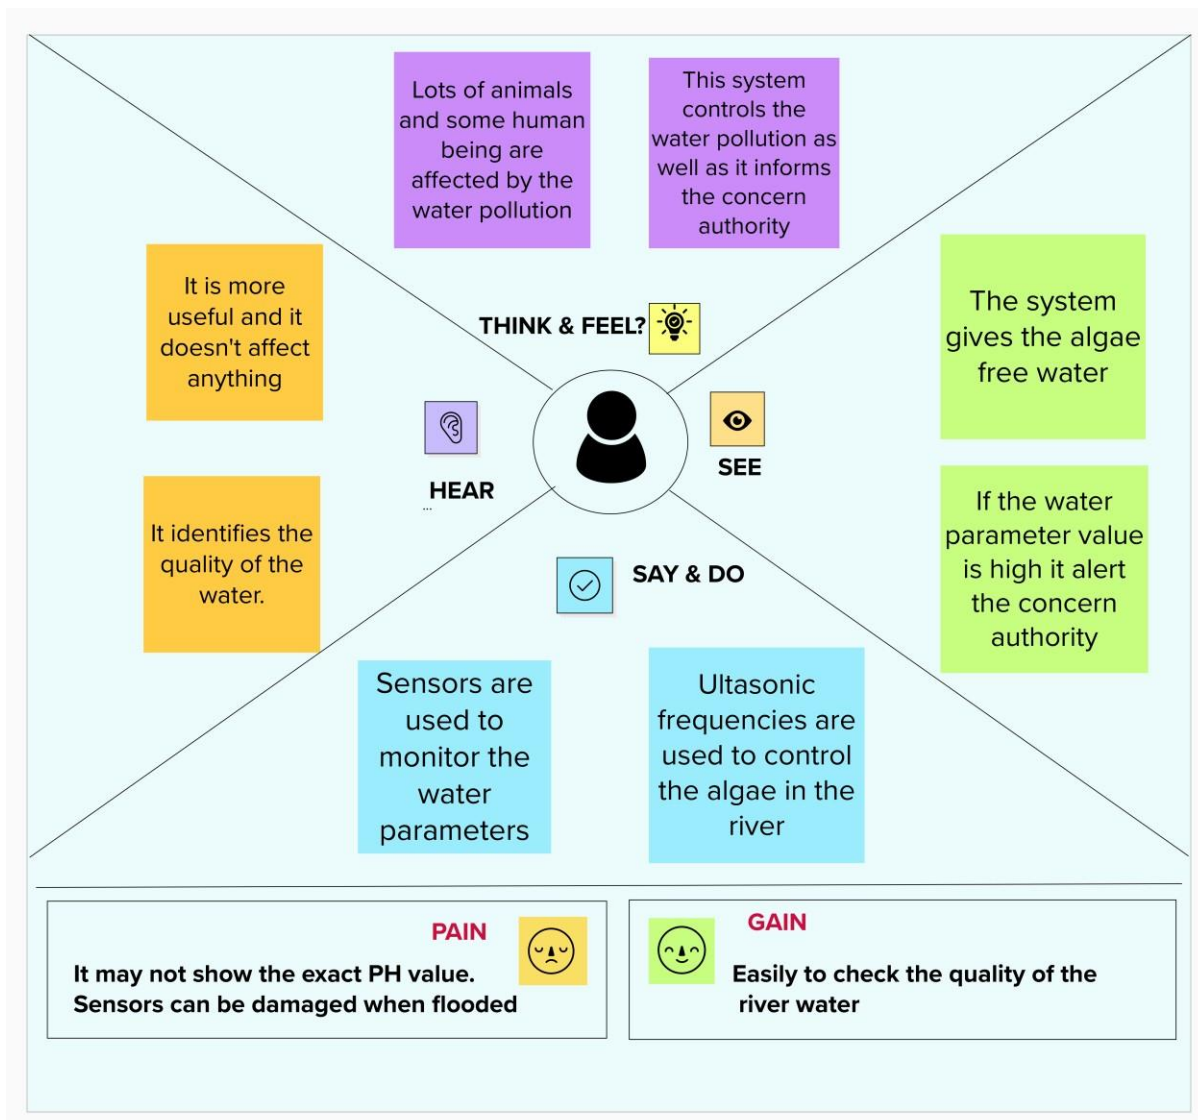 Lots of animals
and some human
being are
affected by the
water pollution
This system
controls the
water pollution as
well as it informs
the concern
authority
It is more
useful and it
doesn't affect
anything
The system
gives the algae
free water
THINK & FEEL?
HEAR
...
SEE
It identifies the
quality of the
water.
If the water
parameter value
is high it alert
the concern
authority
SAY & DO
Sensors are
used to
monitor the
water
parameters
Ultasonic
frequencies are
used to control
the algae in the
river
PAIN
It may not show the exact PH value.
Sensors can be damaged when flooded
GAIN
Easily to check the quality of the
river water